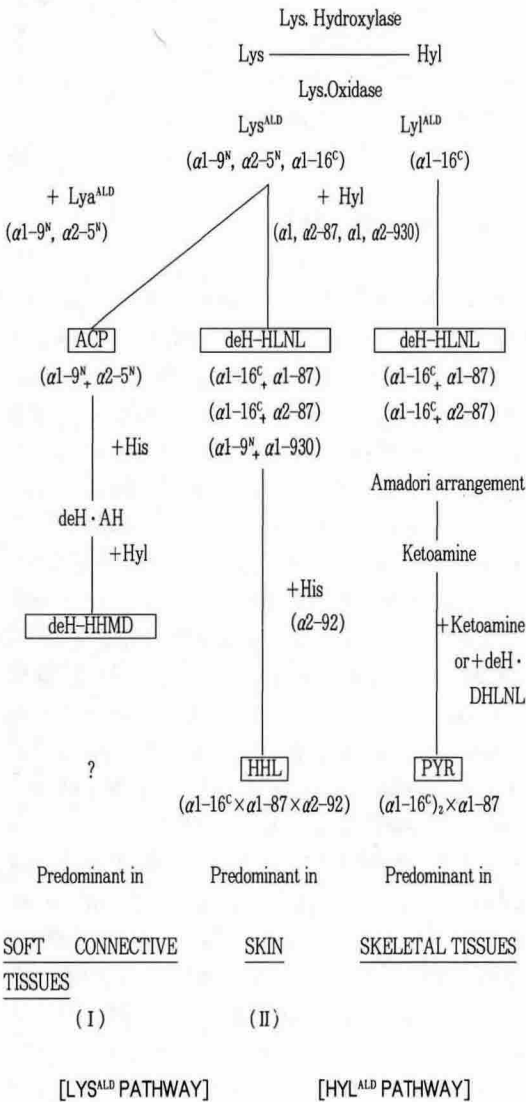 Lys. Hydroxylase
Lys Hyl
Lys.Oxidase
Lys^ALD Lyl^ALD
(α1-9^N, α2-5^N, α1-16^C) (α1-16^C)
+ Lya^ALD + Hyl
(α1-9^N, α2-5^N) (α1, α2-87, α1, α2-930)
ACP deH-HLNL deH-HLNL
(α1-9^N + α2-5^N) (α1-16^C + α1-87) (α1-16^C + α1-87)
(α1-16^C + α2-87) (α1-16^C + α2-87)
+His (α1-9^N + α1-930)
Amadori arrangement
deH·AH
+Hyl Ketoamine
+His
(α2-92) +Ketoamine
deH-HHMD or+deH·
DHLNL
? HHL PYR
(α1-16^C×α1-87×α2-92) (α1-16^C)₂×α1-87
Predominant in Predominant in Predominant in
SOFT CONNECTIVE SKIN SKELETAL TISSUES
TISSUES
(I) (II)
[LYS^ALD PATHWAY] [HYL^ALD PATHWAY]